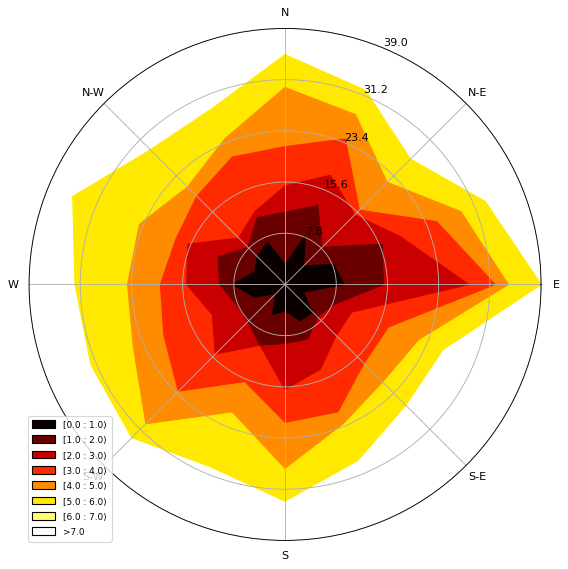 N
39.0
N-W
31.2
N-E
23.4
15.6
7.8
W
E
[0.0 : 1.0)
[1.0 : 2.0)
[2.0 : 3.0)
[3.0 : 4.0)
[4.0 : 5.0)
[5.0 : 6.0)
[6.0 : 7.0)
>7.0
S-W
S-E
S